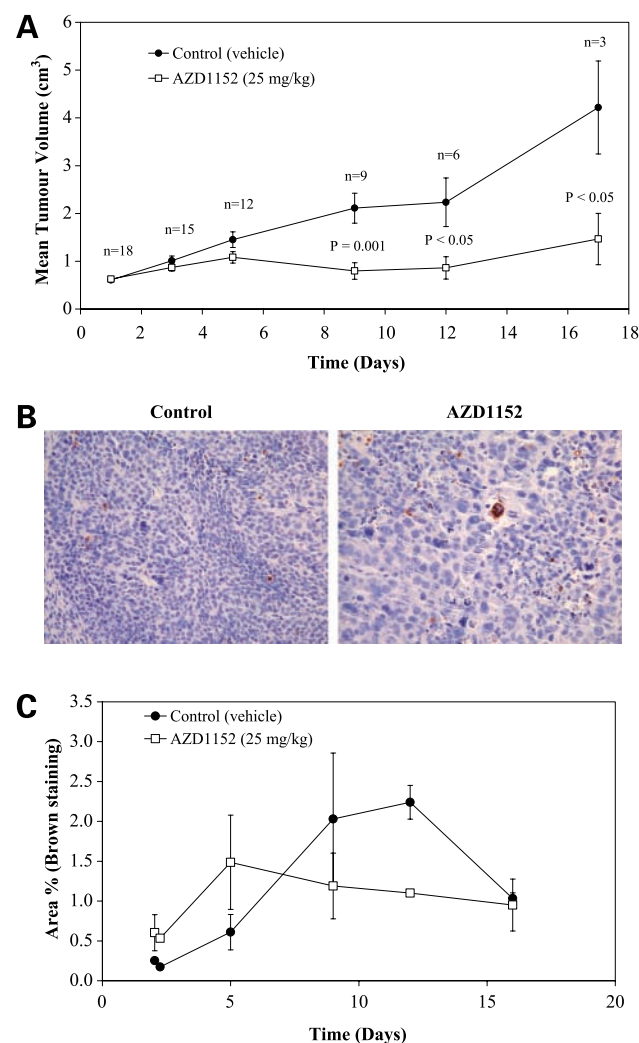 A
Mean Tumour Volume (cm³)
6
5
4
3
2
1
0
Control (vehicle)
AZD1152 (25 mg/kg)
n=18
n=15
n=12
n=9
n=6
n=3
P = 0.001
P < 0.05
P < 0.05
0 2 4 6 8 10 12 14 16 18
Time (Days)
B
Control
AZD1152
C
Area % (Brown staining)
3.5
3.0
2.5
2.0
1.5
1.0
0.5
0.0
Control (vehicle)
AZD1152 (25 mg/kg)
0 5 10 15 20
Time (Days)